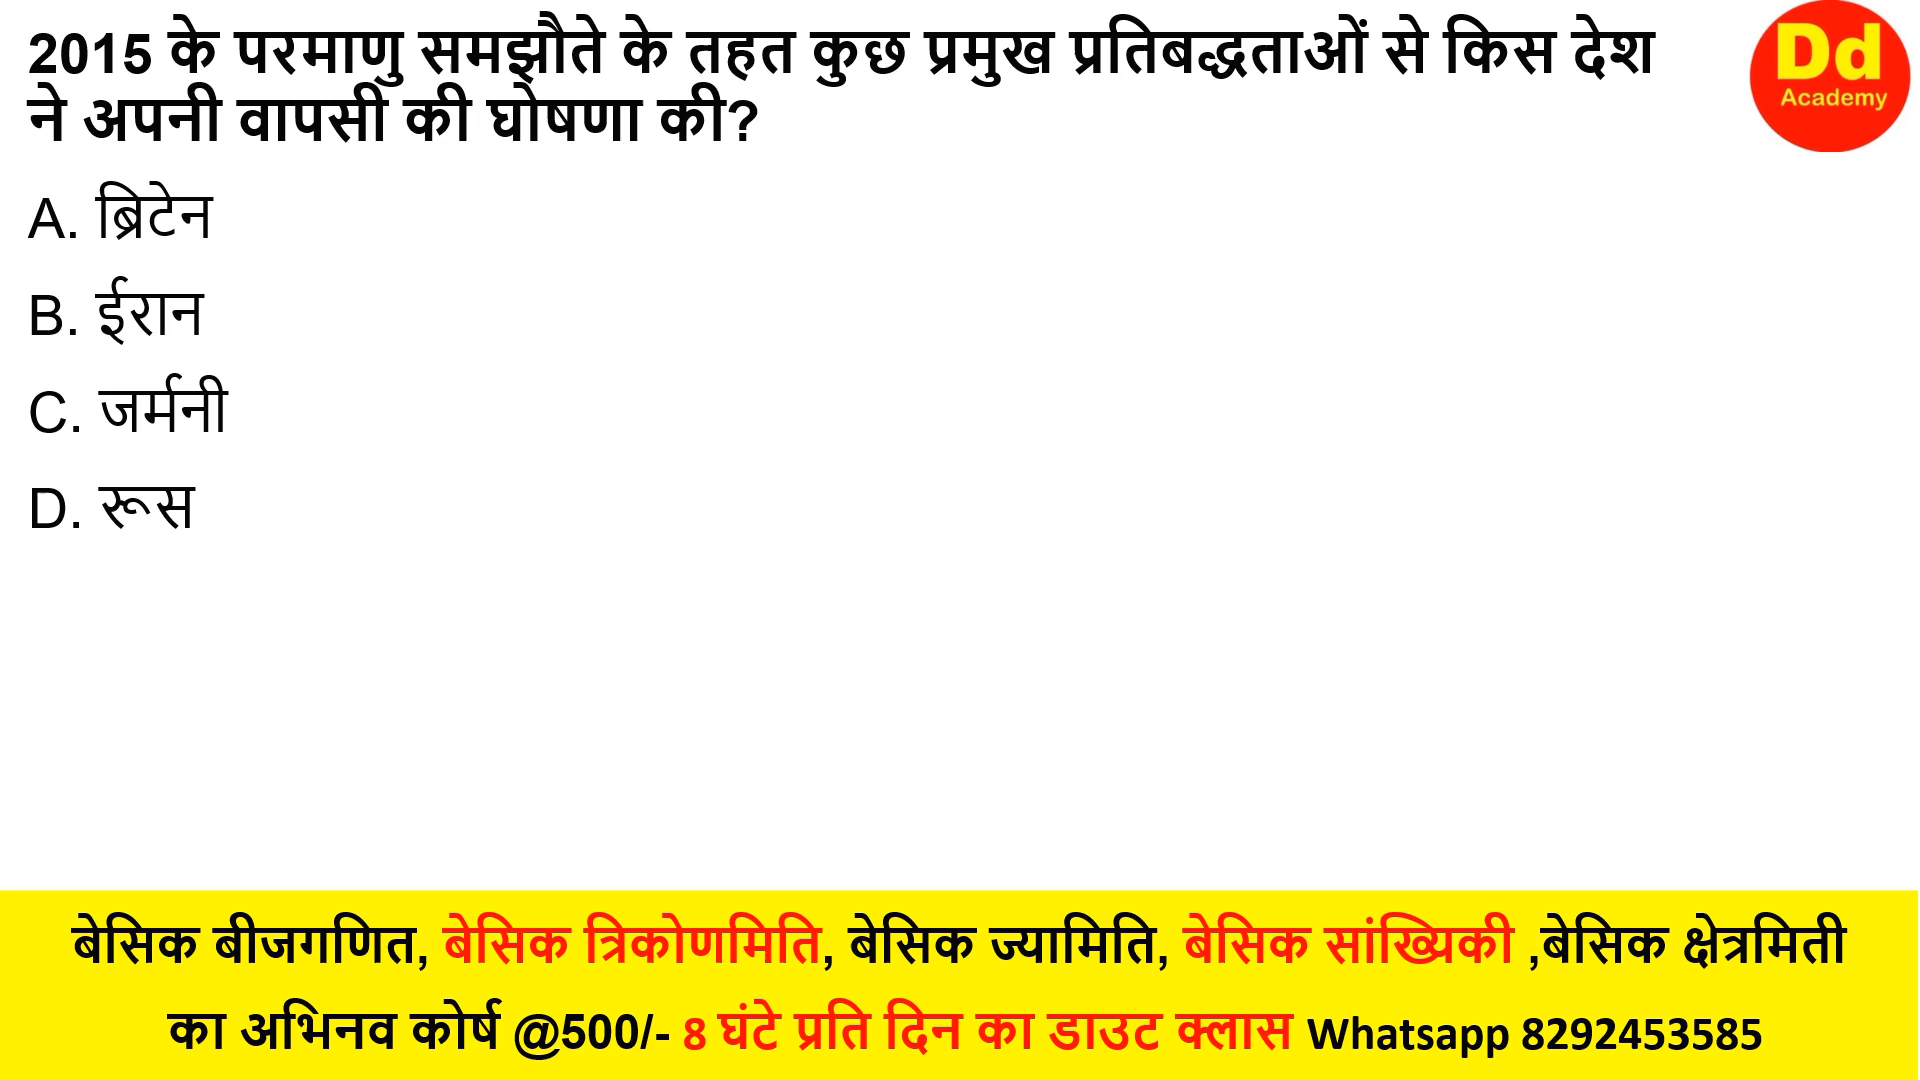 2015 के परमाणु समझौते के तहत कुछ प्रमुख प्रतिबद्धताओं से किस देश
ने अपनी वापसी की घोषणा की?
Dd
Academy
A. ब्रिटेन
B. ईरान
C. जर्मनी
D. रूस
बेसिक बीजगणित, बेसिक त्रिकोणमिति, बेसिक ज्यामिति, बेसिक सांख्यिकी ,बेसिक क्षेत्रमिती
का अभिनव कोर्ष @500/- 8 घंटे प्रति दिन का डाउट क्लास Whatsapp 8292453585